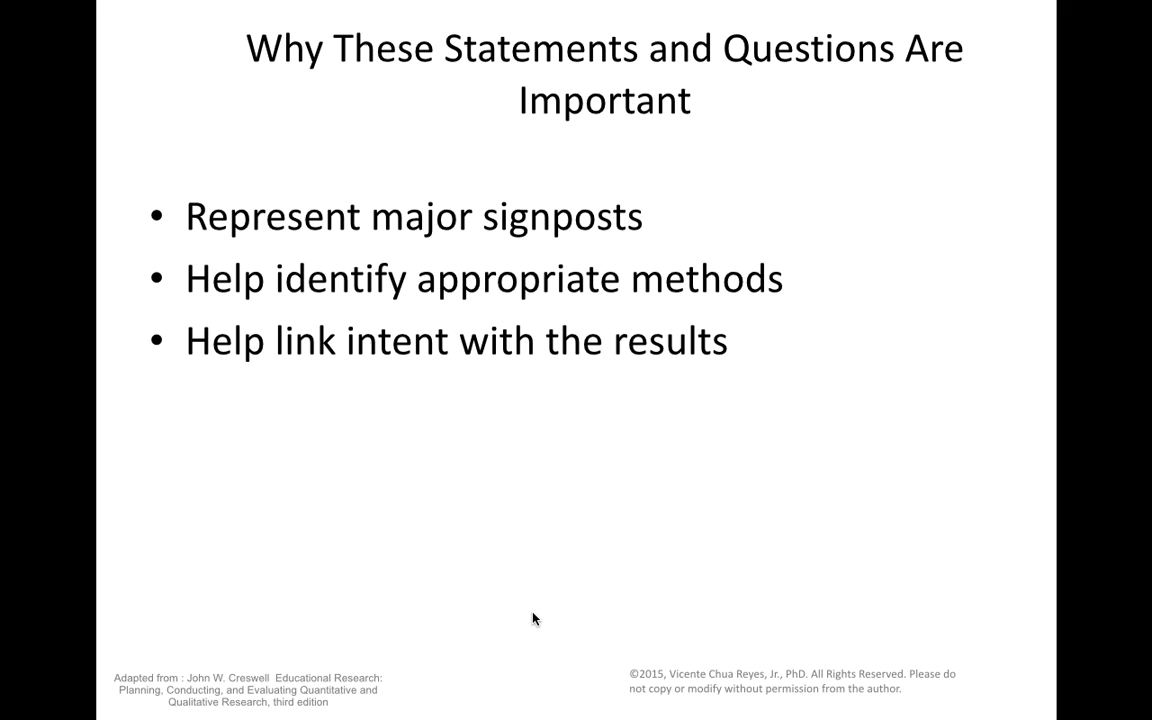 Why These Statements and Questions Are
Important
• Represent major signposts
• Help identify appropriate methods
• Help link intent with the results
Adapted from : John W. Creswell Educational Research:
Planning, Conducting, and Evaluating Quantitative and
Qualitative Research, third edition
©2015, Vicente Chua Reyes, Jr., PhD. All Rights Reserved. Please do
not copy or modify without permission from the author.